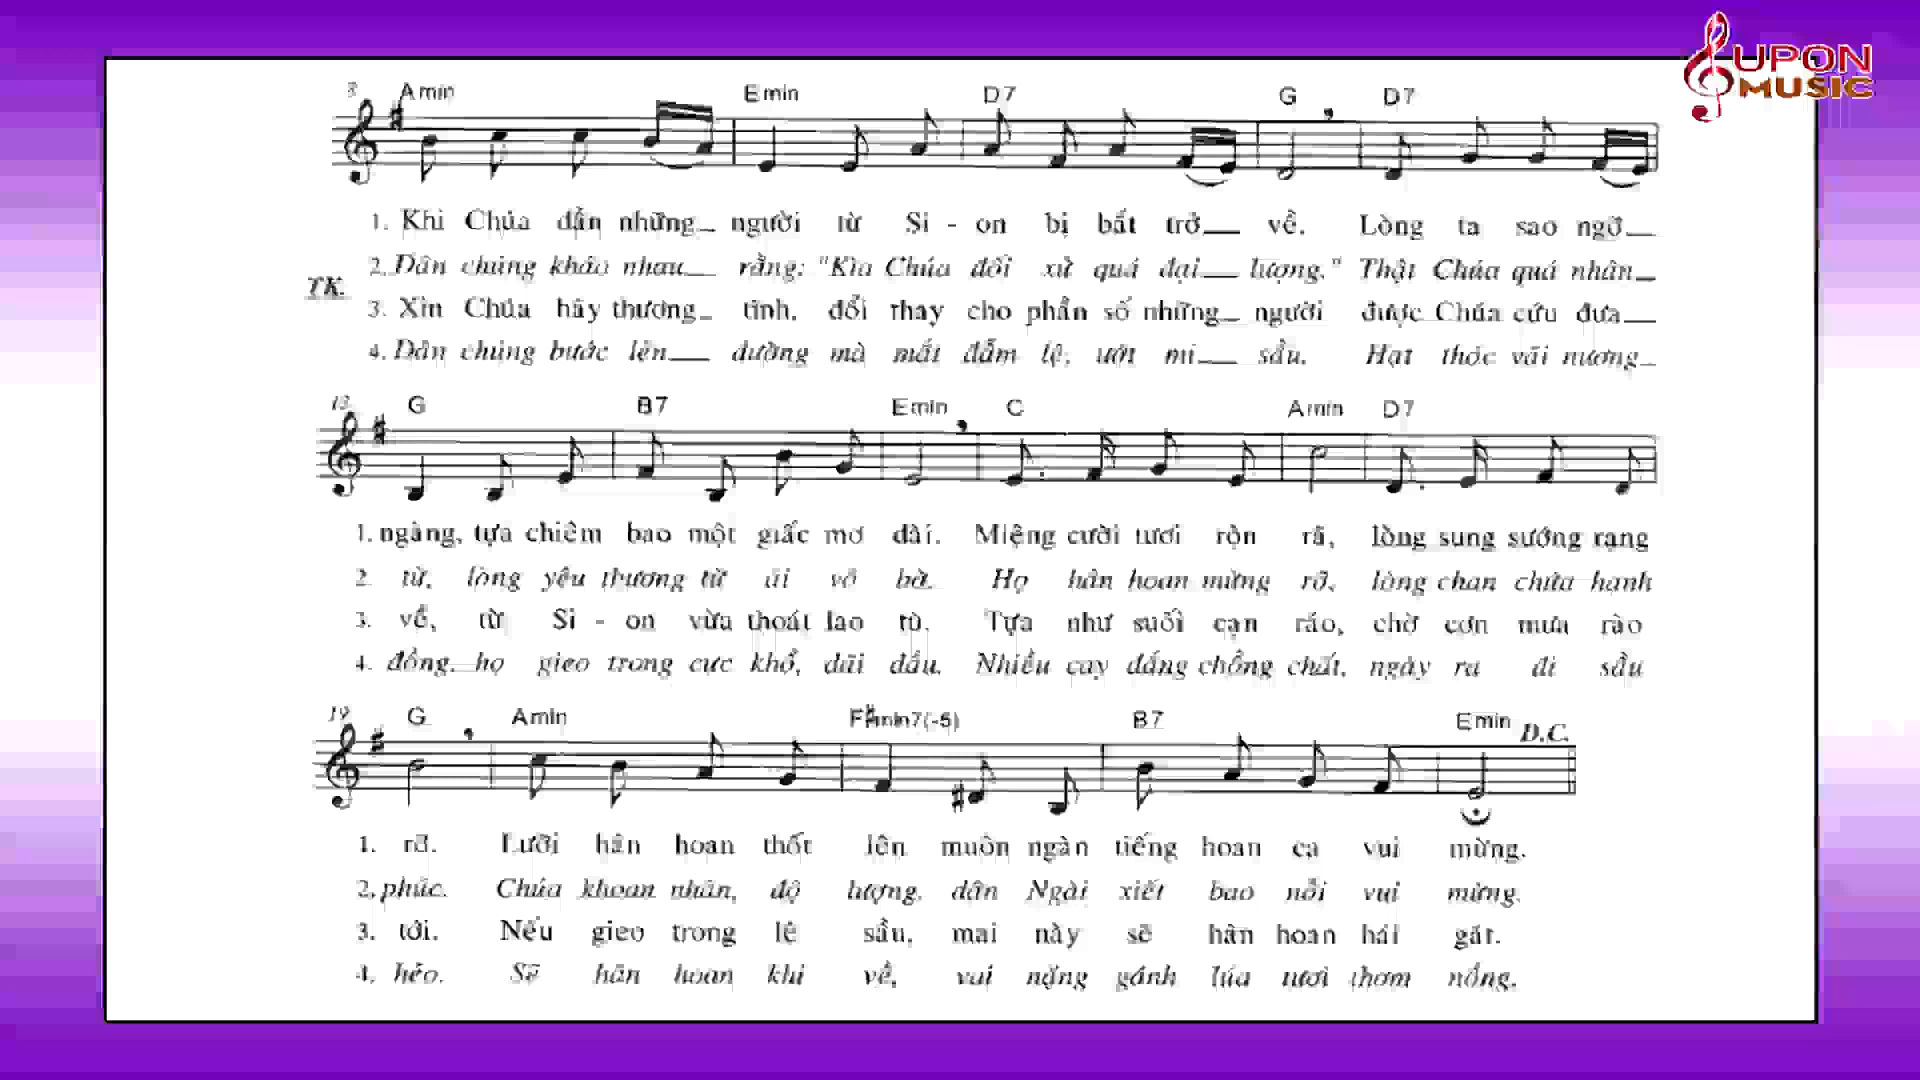 UPON
MUSIC
8 Amin Emin D7 G D7
1. Khi Chúa dẫn những người từ Si - on bị bắt trở về. Lòng ta sao ngỡ
2. Dân chúng kháo nhau rằng: "Kìa Chúa đối xử quá đại lượng." Thật Chúa quá nhân
TK.
3. Xin Chúa hãy thương tình, đổi thay cho phần số những người được Chúa cứu đưa
4. Dân chúng bước lên đường mà mắt đẫm lệ, ướt mi sầu. Hạt thóc vãi nương
13 G B7 Emin C Amin D7
1. ngàng, tựa chiêm bao một giấc mơ dài. Miệng cười tươi rộn rã, lòng sung sướng rạng
2. từ, lòng yêu thương từ ái vô bờ. Họ hân hoan mừng rỡ, lòng chan chứa hạnh
3. về, từ Si - on vừa thoát lao tù. Tựa như suối cạn ráo, chờ cơn mưa rào
4. đồng, họ gieo trong cực khổ, dãi dầu. Nhiều cay đắng chồng chất, ngày ra đi sầu
19 G Amin F#min7(-5) B7 Emin D.C.
1. rỡ. Lưỡi hân hoan thốt lên muôn ngàn tiếng hoan ca vui mừng.
2. phúc. Chúa khoan nhân, độ lượng, dân Ngài xiết bao nỗi vui mừng.
3. tới. Nếu gieo trong lệ sầu, mai này sẽ hân hoan hái gặt.
4. héo. Sẽ hân hoan khi về, vai nặng gánh lúa tươi thơm nồng.